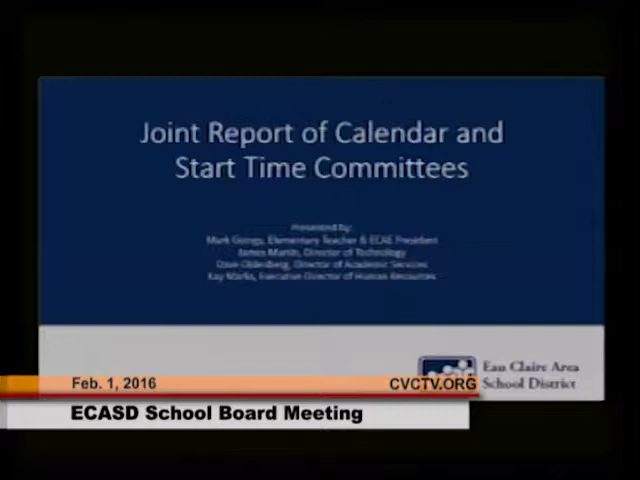 Joint Report of Calendar and
Start Time Committees
Presented by:
Mark Goings, Elementary Teacher & ECAE President
James Martin, Director of Technology
Dave Oldenberg, Director of Academic Services
Kay Marks, Executive Director of Human Resources
Eau Claire Area
School District
Feb. 1, 2016
CVCTV.ORG
ECASD School Board Meeting